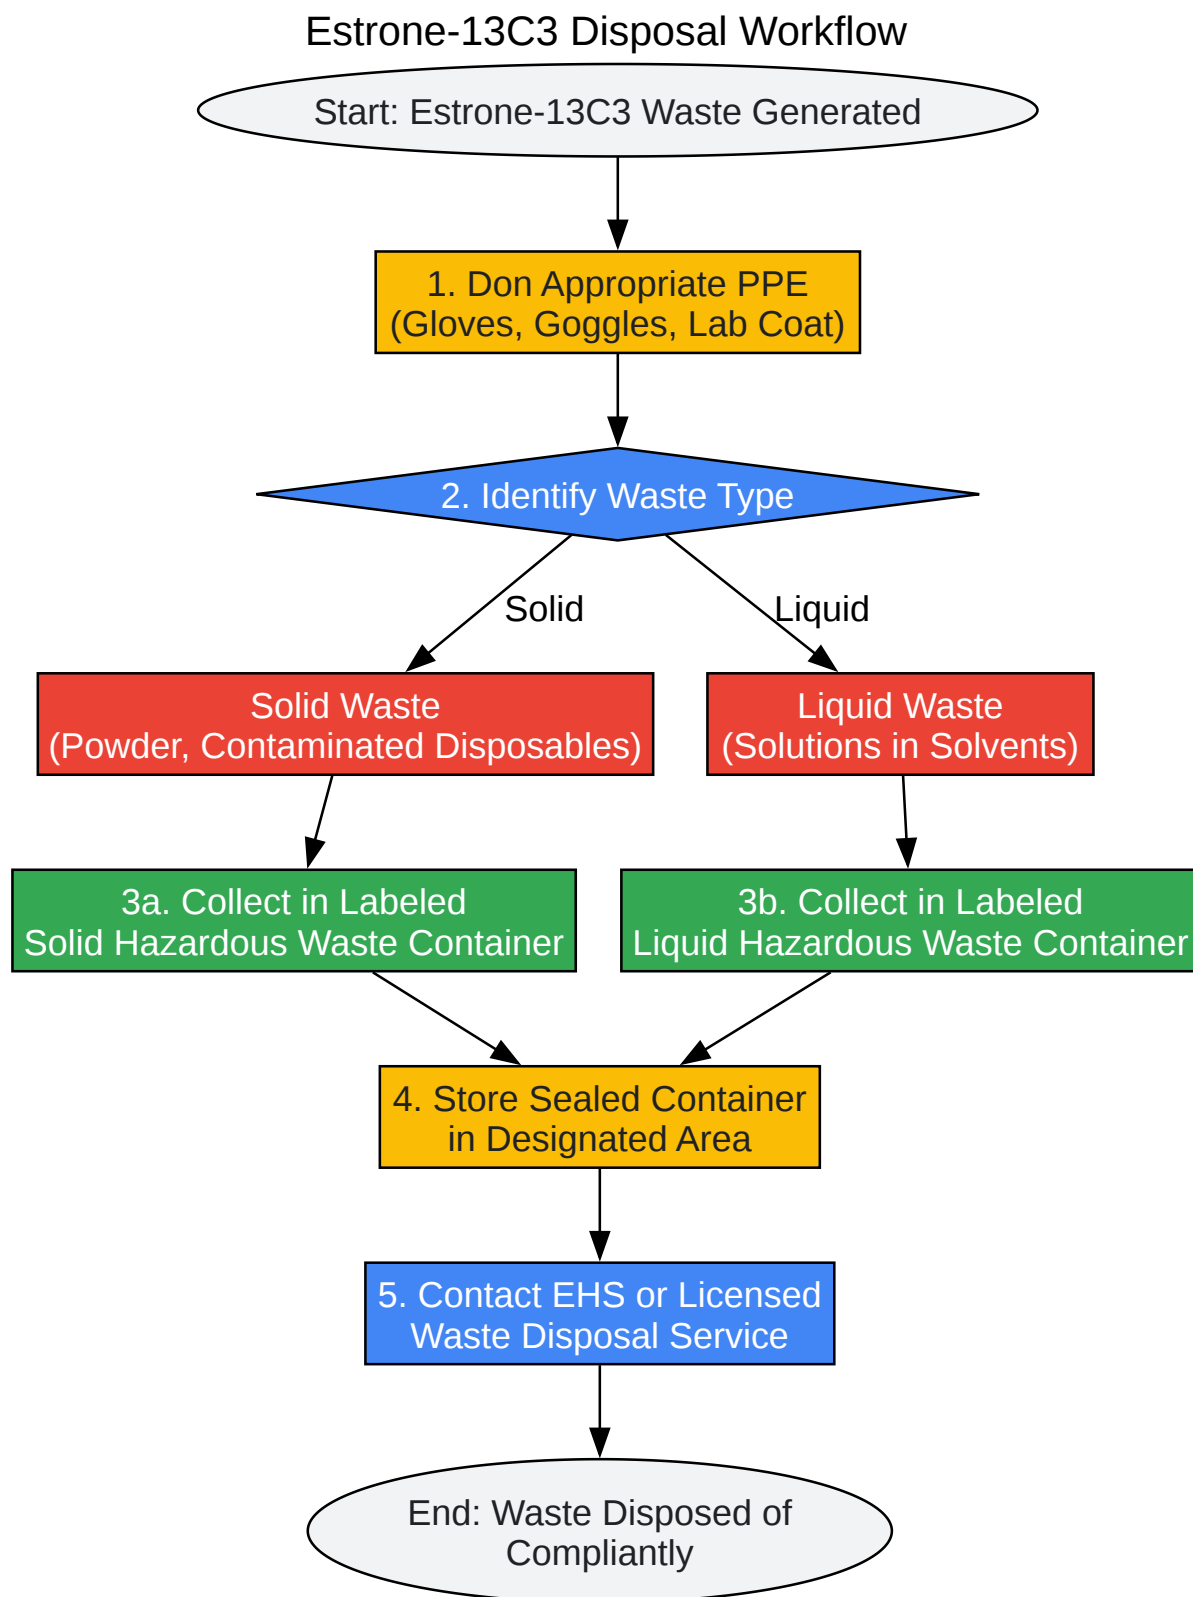 Estrone-13C3 Disposal Workflow
Start: Estrone-13C3 Waste Generated
1. Don Appropriate PPE
(Gloves, Goggles, Lab Coat)
2. Identify Waste Type
Solid
Liquid
Solid Waste
(Powder, Contaminated Disposables)
Liquid Waste
(Solutions in Solvents)
3a. Collect in Labeled
Solid Hazardous Waste Container
3b. Collect in Labeled
Liquid Hazardous Waste Container
4. Store Sealed Container
in Designated Area
5. Contact EHS or Licensed
Waste Disposal Service
End: Waste Disposed of
Compliantly